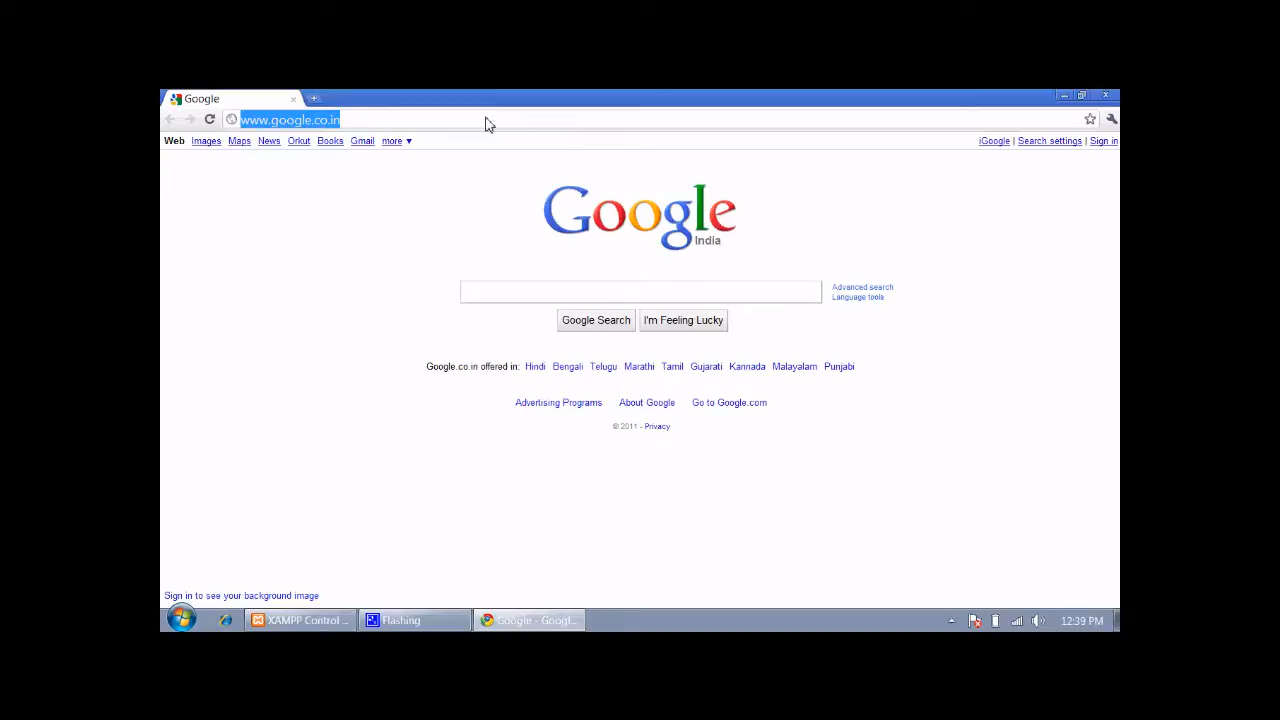 Google
www.google.co.in
Web Images Maps News Orkut Books Gmail more ▼ iGoogle | Search settings | Sign in
Google
India
Advanced search
Language tools
Google Search I'm Feeling Lucky
Google.co.in offered in: Hindi Bengali Telugu Marathi Tamil Gujarati Kannada Malayalam Punjabi
Advertising Programs About Google Go to Google.com
© 2011 - Privacy
Sign in to see your background image
XAMPP Control ... Flashing Google - Googl... 12:39 PM